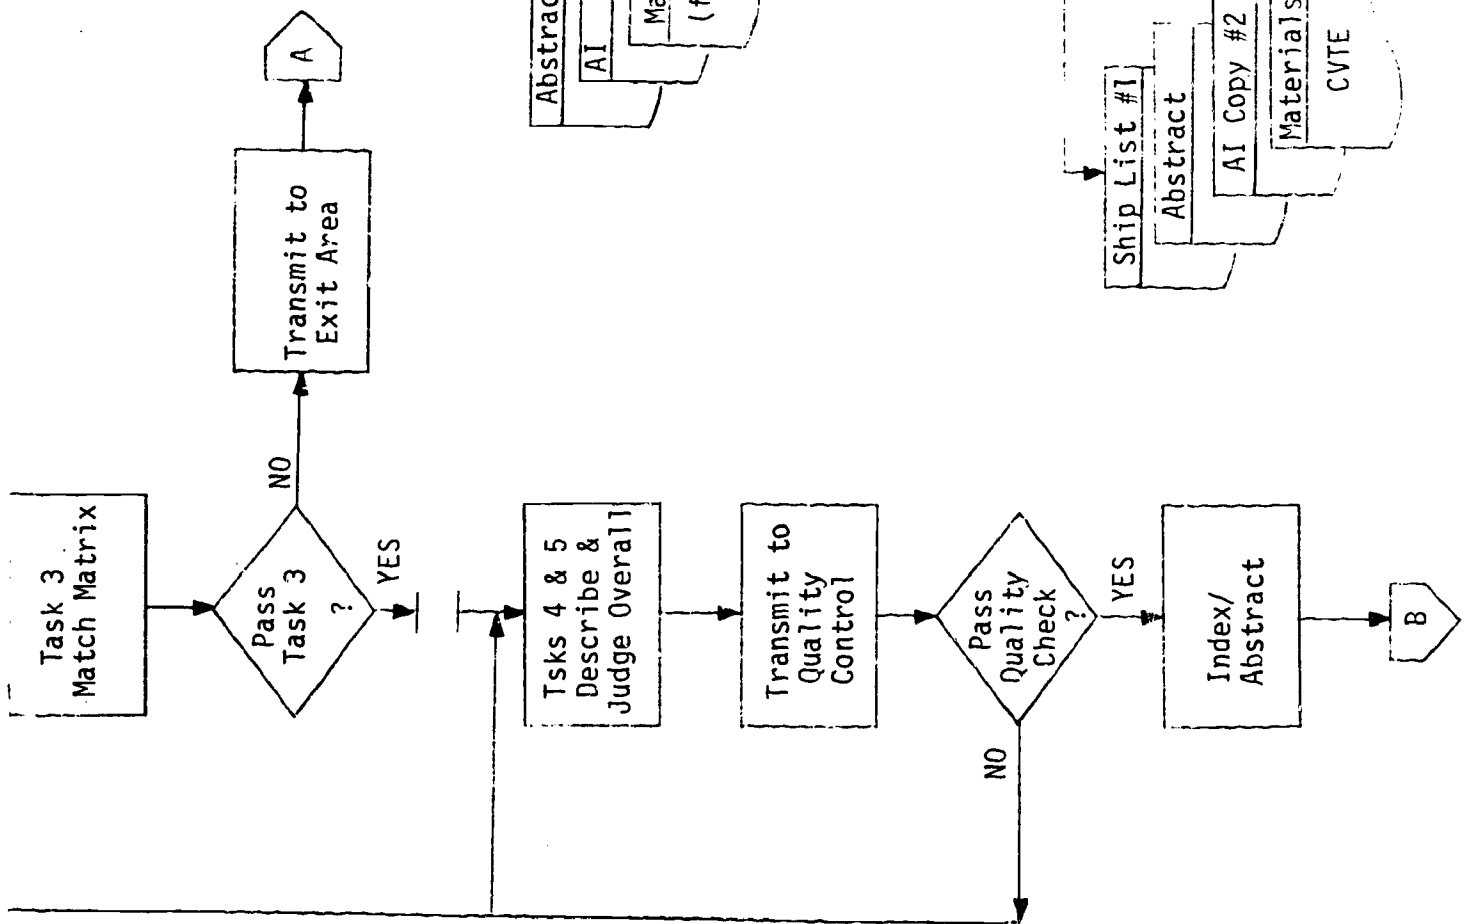 Task 3
Match Matrix
Pass
Task 3
?
NO
YES
Transmit to
Exit Area
A
Tsks 4 & 5
Describe &
Judge Overall
Transmit to
Quality
Control
Pass
Quality
Check
?
NO
YES
Index/
Abstract
B
AI
Ship List #1
Abstract
AI Copy #2
Materials
CVTE